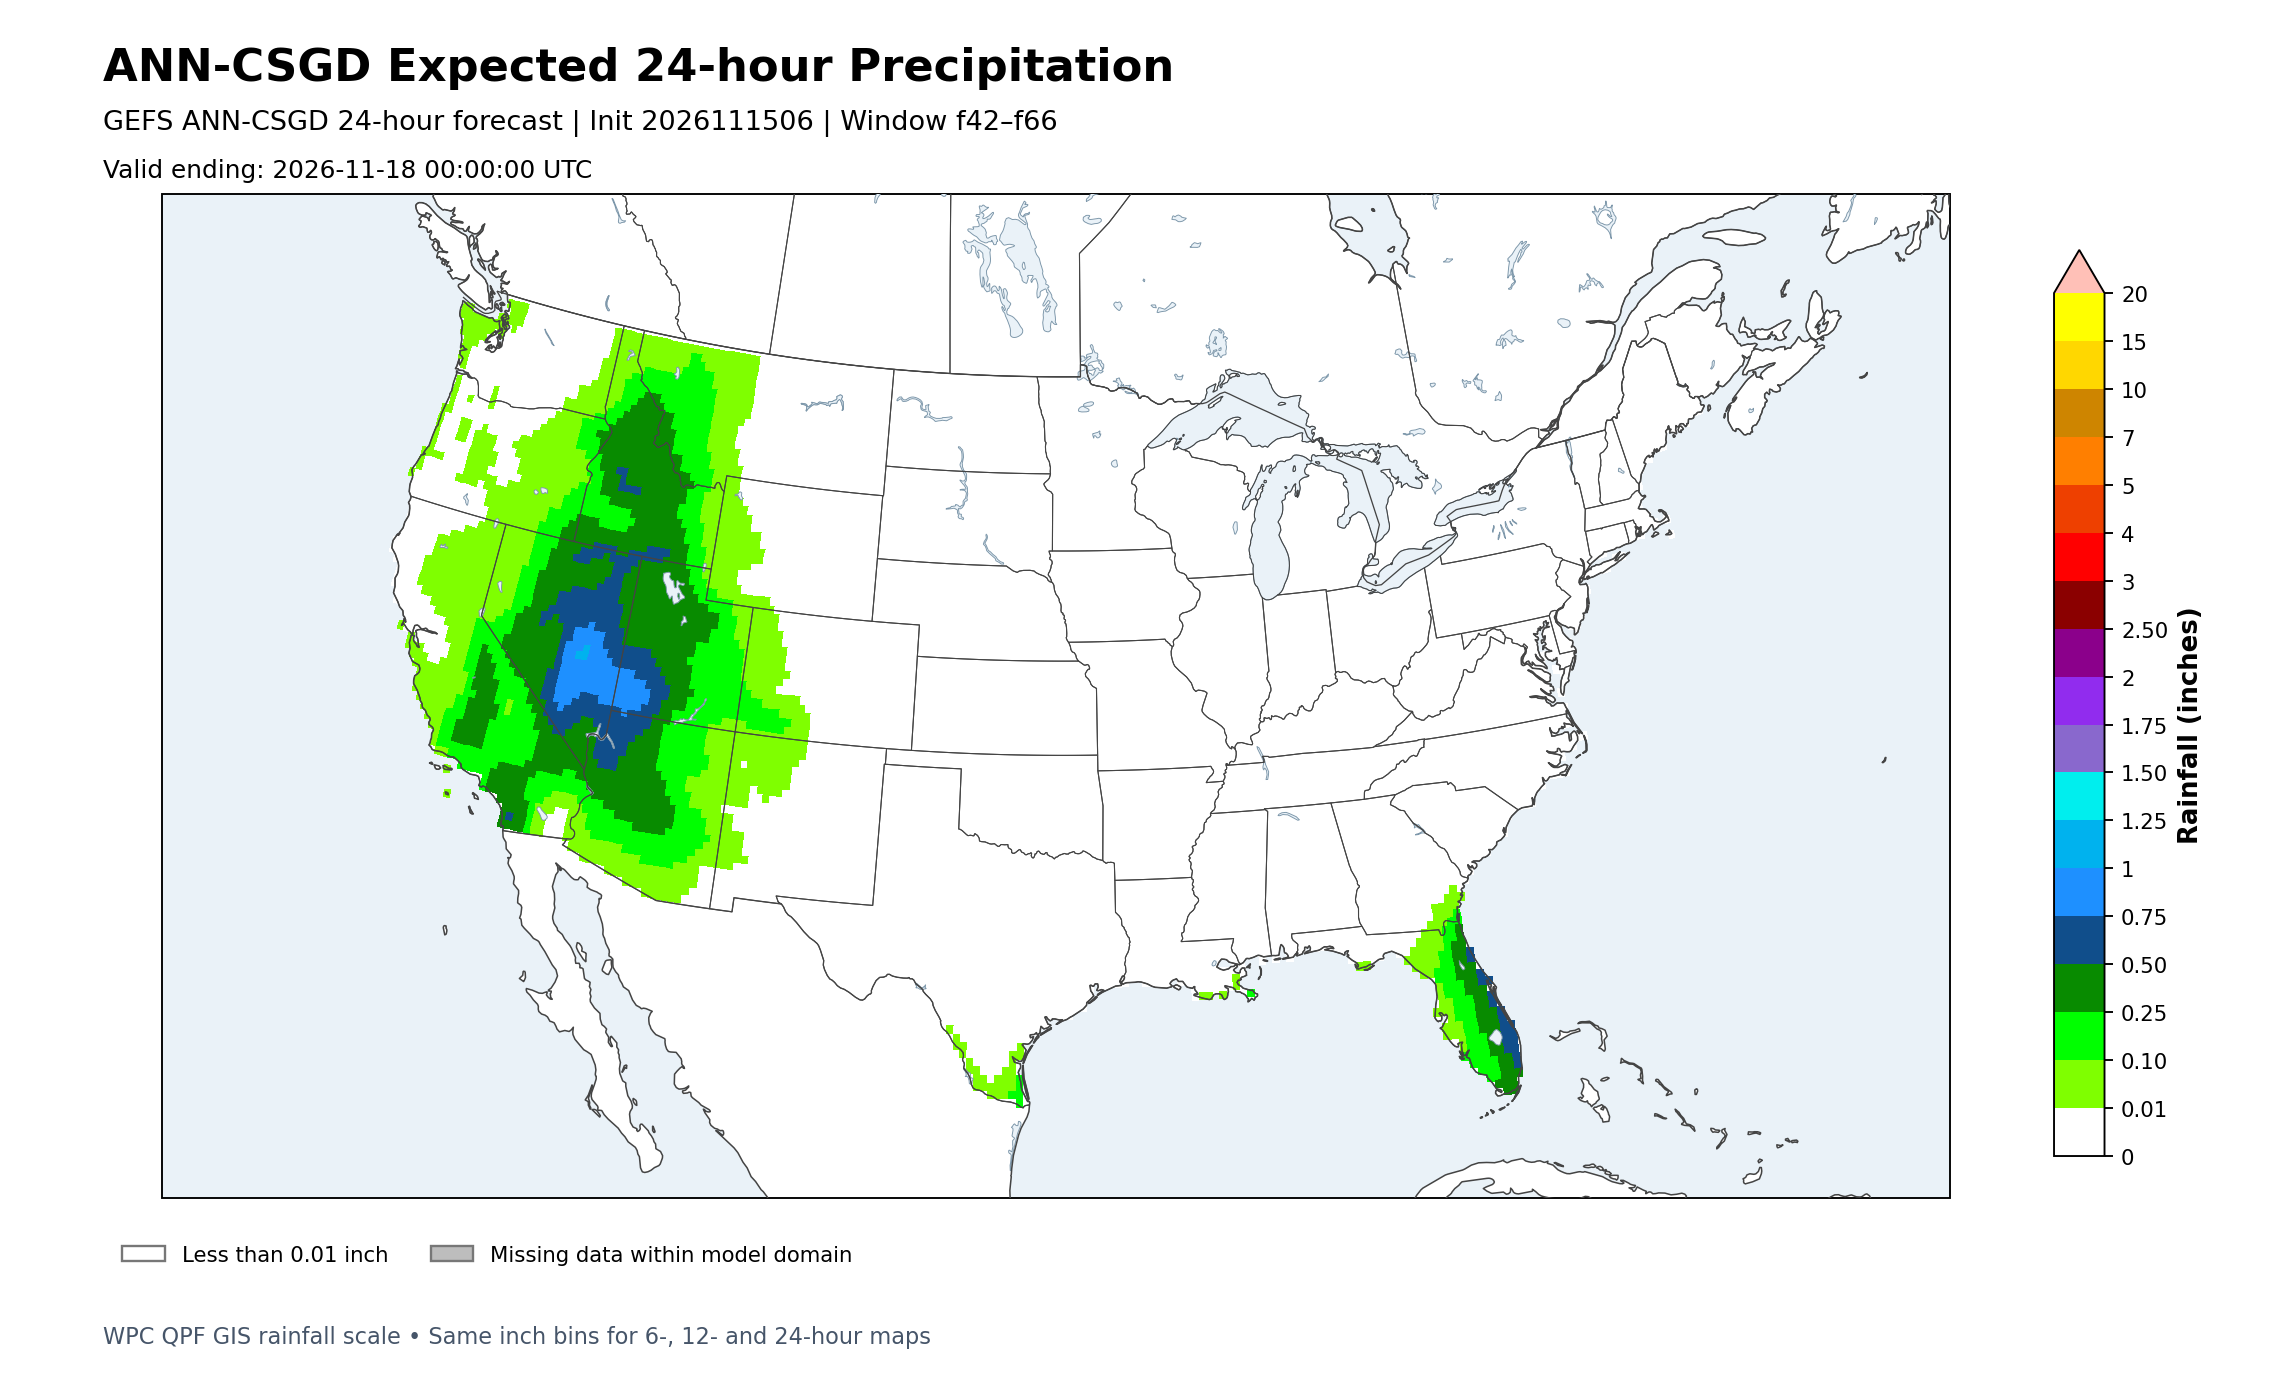 ANN-CSGD Expected 24-hour Precipitation
GEFS ANN-CSGD 24-hour forecast | Init 2026111506 | Window f42–f66
Valid ending: 2026-11-18 00:00:00 UTC
20
15
10
7
5
4
3
2.50
2
1.75
1.50
1.25
1
0.75
0.50
0.25
0.10
0.01
0
Rainfall (inches)
Less than 0.01 inch
Missing data within model domain
WPC QPF GIS rainfall scale • Same inch bins for 6-, 12- and 24-hour maps